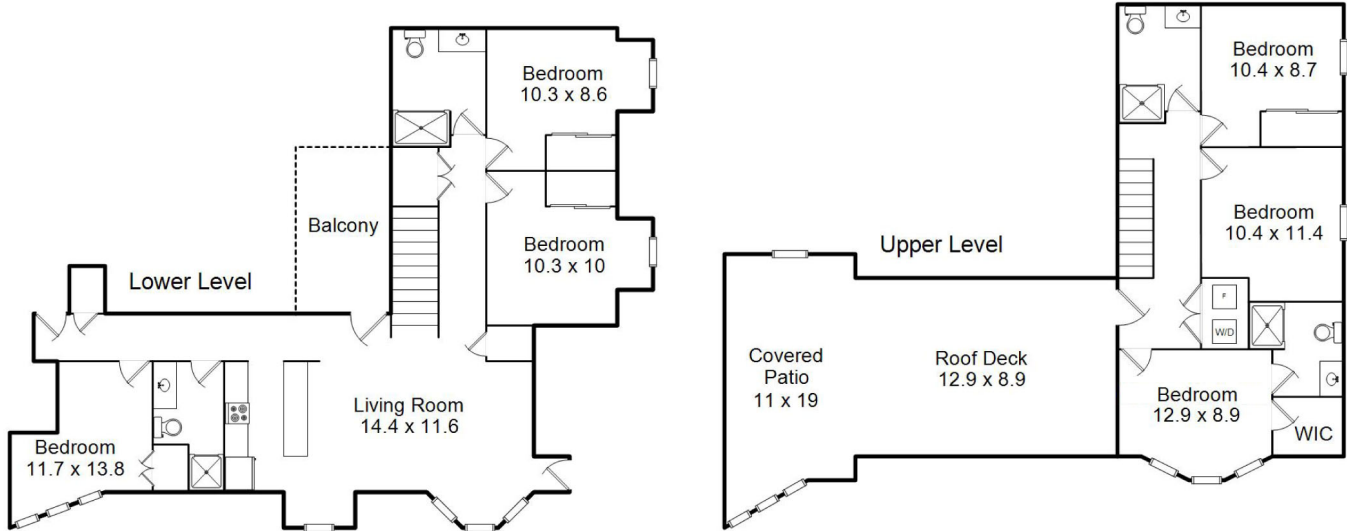 Bedroom
10.3 x 8.6
Balcony
Bedroom
10.3 x 10
Lower Level
Living Room
14.4 x 11.6
Bedroom
11.7 x 13.8
Bedroom
10.4 x 8.7
Bedroom
10.4 x 11.4
Upper Level
F
W/D
Covered
Patio
11 x 19
Roof Deck
12.9 x 8.9
Bedroom
12.9 x 8.9
WIC